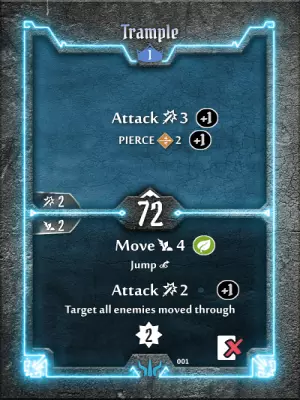 Trample
1
Attack 3 +1
PIERCE 2 +1
2
72
2
Move 4
Jump
Attack 2 +1
Target all enemies moved through
2
001